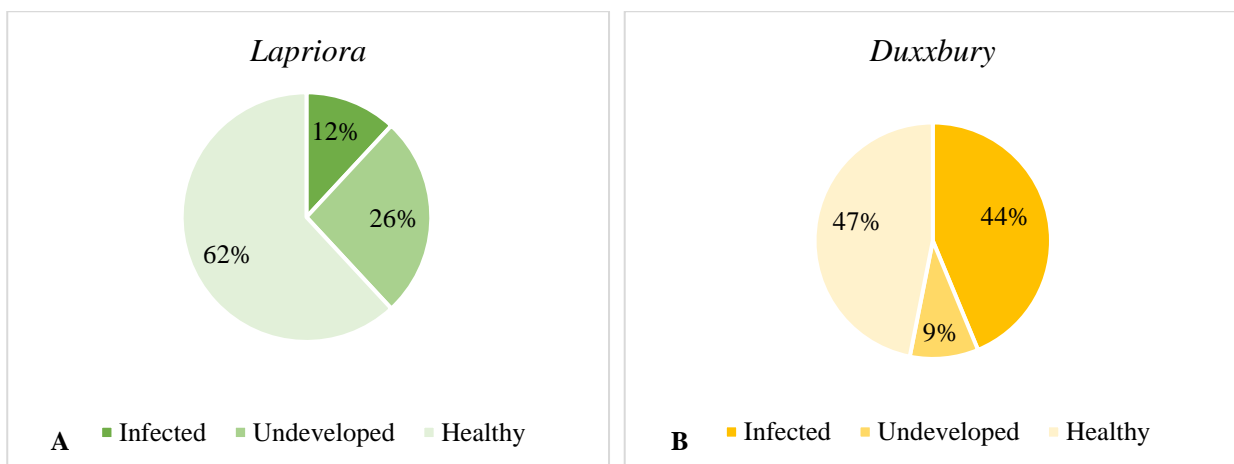 Lapriora
12%
26%
62%
A Infected Undeveloped Healthy
Duxxbury
47%
44%
9%
B Infected Undeveloped Healthy